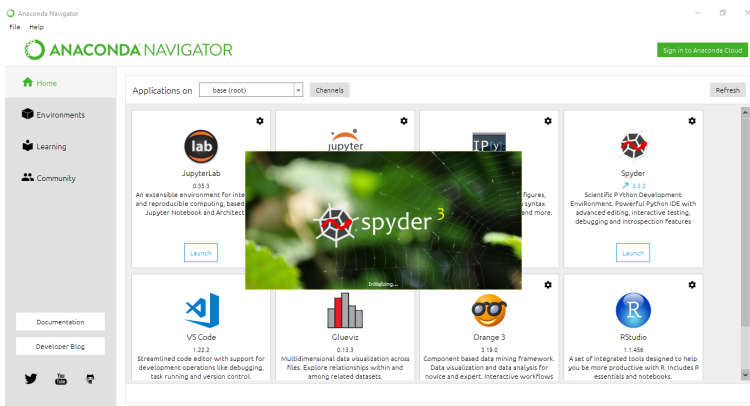 Anaconda Navigator
File Help
ANACONDA NAVIGATOR
Sign in to Anaconda Cloud
Home
Environments
Learning
Community
Documentation
Developer Blog
You
Tube
Applications on
base (root)
Channels
Refresh
lab
JupyterLab
0.35.3
An extensible environment for inte
and reproducible computing, based
Jupyter Notebook and Architect
Launch
jupyter
IP y:
figures,
syntax
and more.
Spyder
3.3.2
Scientific PYthon Development
EnviRonment. Powerful Python IDE with
advanced editing, interactive testing,
debugging and introspection features
Launch
spyder 3
Initializing...
VS Code
1.22.2
Streamlined code editor with support for
development operations like debugging,
task running and version control.
Glueviz
0.13.3
Multidimensional data visualization across
files. Explore relationships within and
among related datasets.
Orange 3
3.19.0
Component based data mining framework.
Data visualization and data analysis for
novice and expert. Interactive workflows
R
RStudio
1.1.456
A set of integrated tools designed to help
you be more productive with R. Includes R
essentials and notebooks.